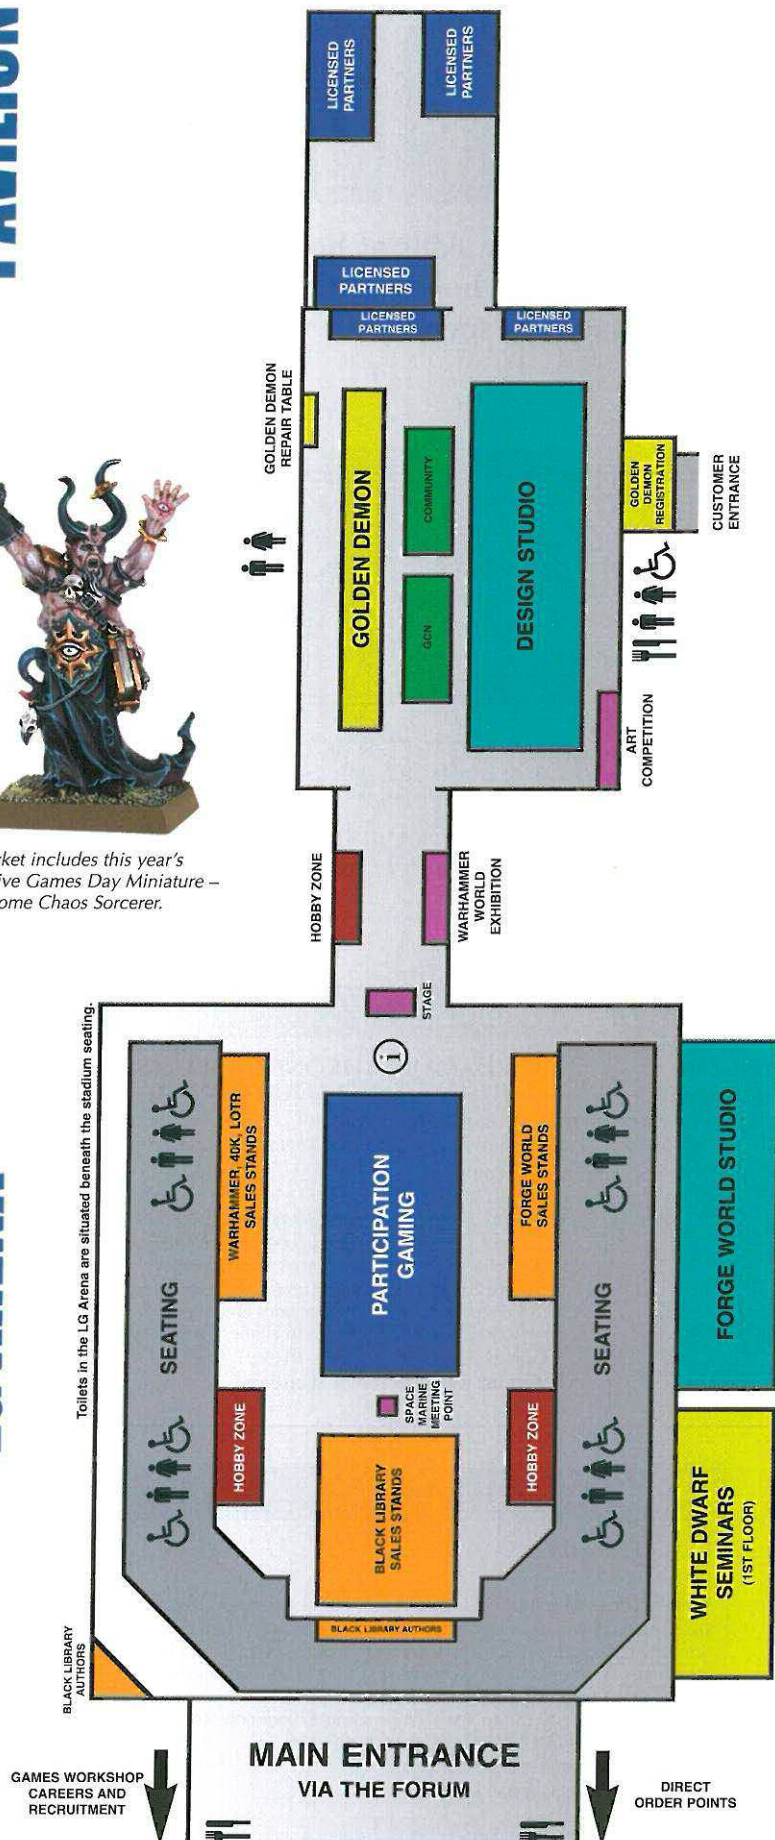 PAVILION
LICENSED
PARTNERS
LICENSED
PARTNERS
LICENSED
PARTNERS
LICENSED
PARTNERS
LICENSED
PARTNERS
GOLDEN DEMON
REPAIR TABLE
GOLDEN DEMON
COMMUNITY
GCN
DESIGN STUDIO
GOLDEN
DEMON
REGISTRATION
CUSTOMER
ENTRANCE
ART
COMPETITION
ket includes this year's
ive Games Day Miniature –
ome Chaos Sorcerer.
HOBBY ZONE
WARHAMMER
WORLD
EXHIBITION
STAGE
i
Toilets in the LG Arena are situated beneath the stadium seating.
SEATING
WARHAMMER, 40K, LOTR
SALES STANDS
PARTICIPATION
GAMING
FORGE WORLD
SALES STANDS
SEATING
FORGE WORLD STUDIO
HOBBY ZONE
SPACE
MARINE
MEETING
POINT
HOBBY ZONE
BLACK LIBRARY
SALES STANDS
BLACK LIBRARY AUTHORS
WHITE DWARF
SEMINARS
(1ST FLOOR)
BLACK LIBRARY
AUTHORS
MAIN ENTRANCE
VIA THE FORUM
GAMES WORKSHOP
CAREERS AND
RECRUITMENT
DIRECT
ORDER POINTS